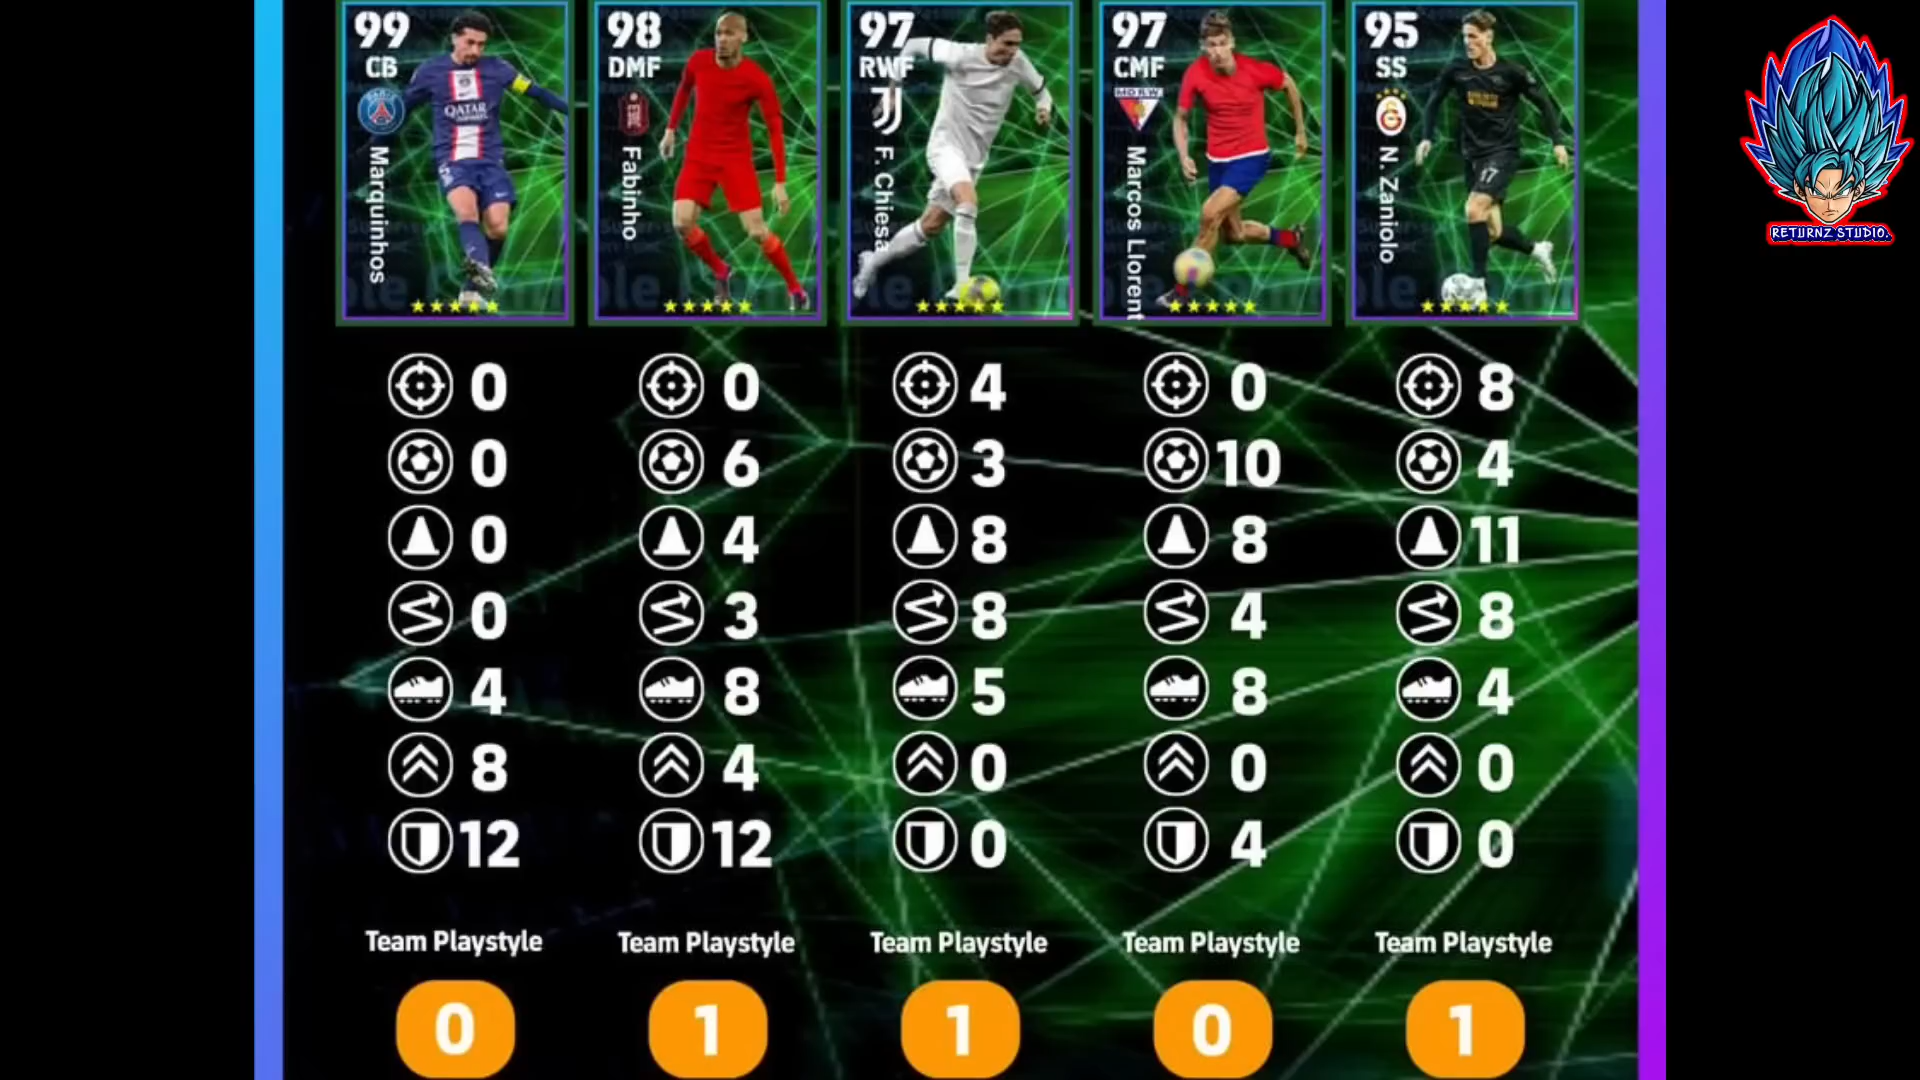 99
CB
Marquinhos
98
DMF
Fabinho
97
RWF
F. Chiesa
97
CMF
Marcos Llorent
95
SS
N. Zaniolo
QATAR
17
RETURNZ STUDIO.
0 0 4 0 8
0 6 3 10 4
0 4 8 8 11
0 3 8 4 8
4 8 5 8 4
8 4 0 0 0
12 12 0 4 0
Team Playstyle Team Playstyle Team Playstyle Team Playstyle Team Playstyle
0 1 1 0 1